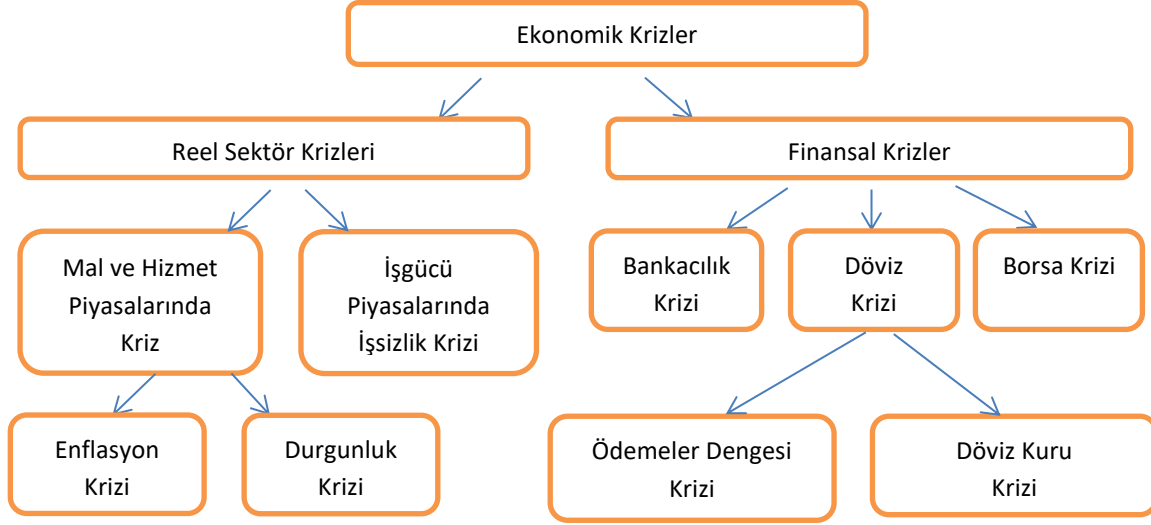 Ekonomik Krizler
Reel Sektör Krizleri
Finansal Krizler
Mal ve Hizmet
Piyasalarında
Kriz
İşgücü
Piyasalarında
İşsizlik Krizi
Bankacılık
Krizi
Döviz
Krizi
Borsa Krizi
Enflasyon
Krizi
Durgunluk
Krizi
Ödemeler Dengesi
Krizi
Döviz Kuru
Krizi